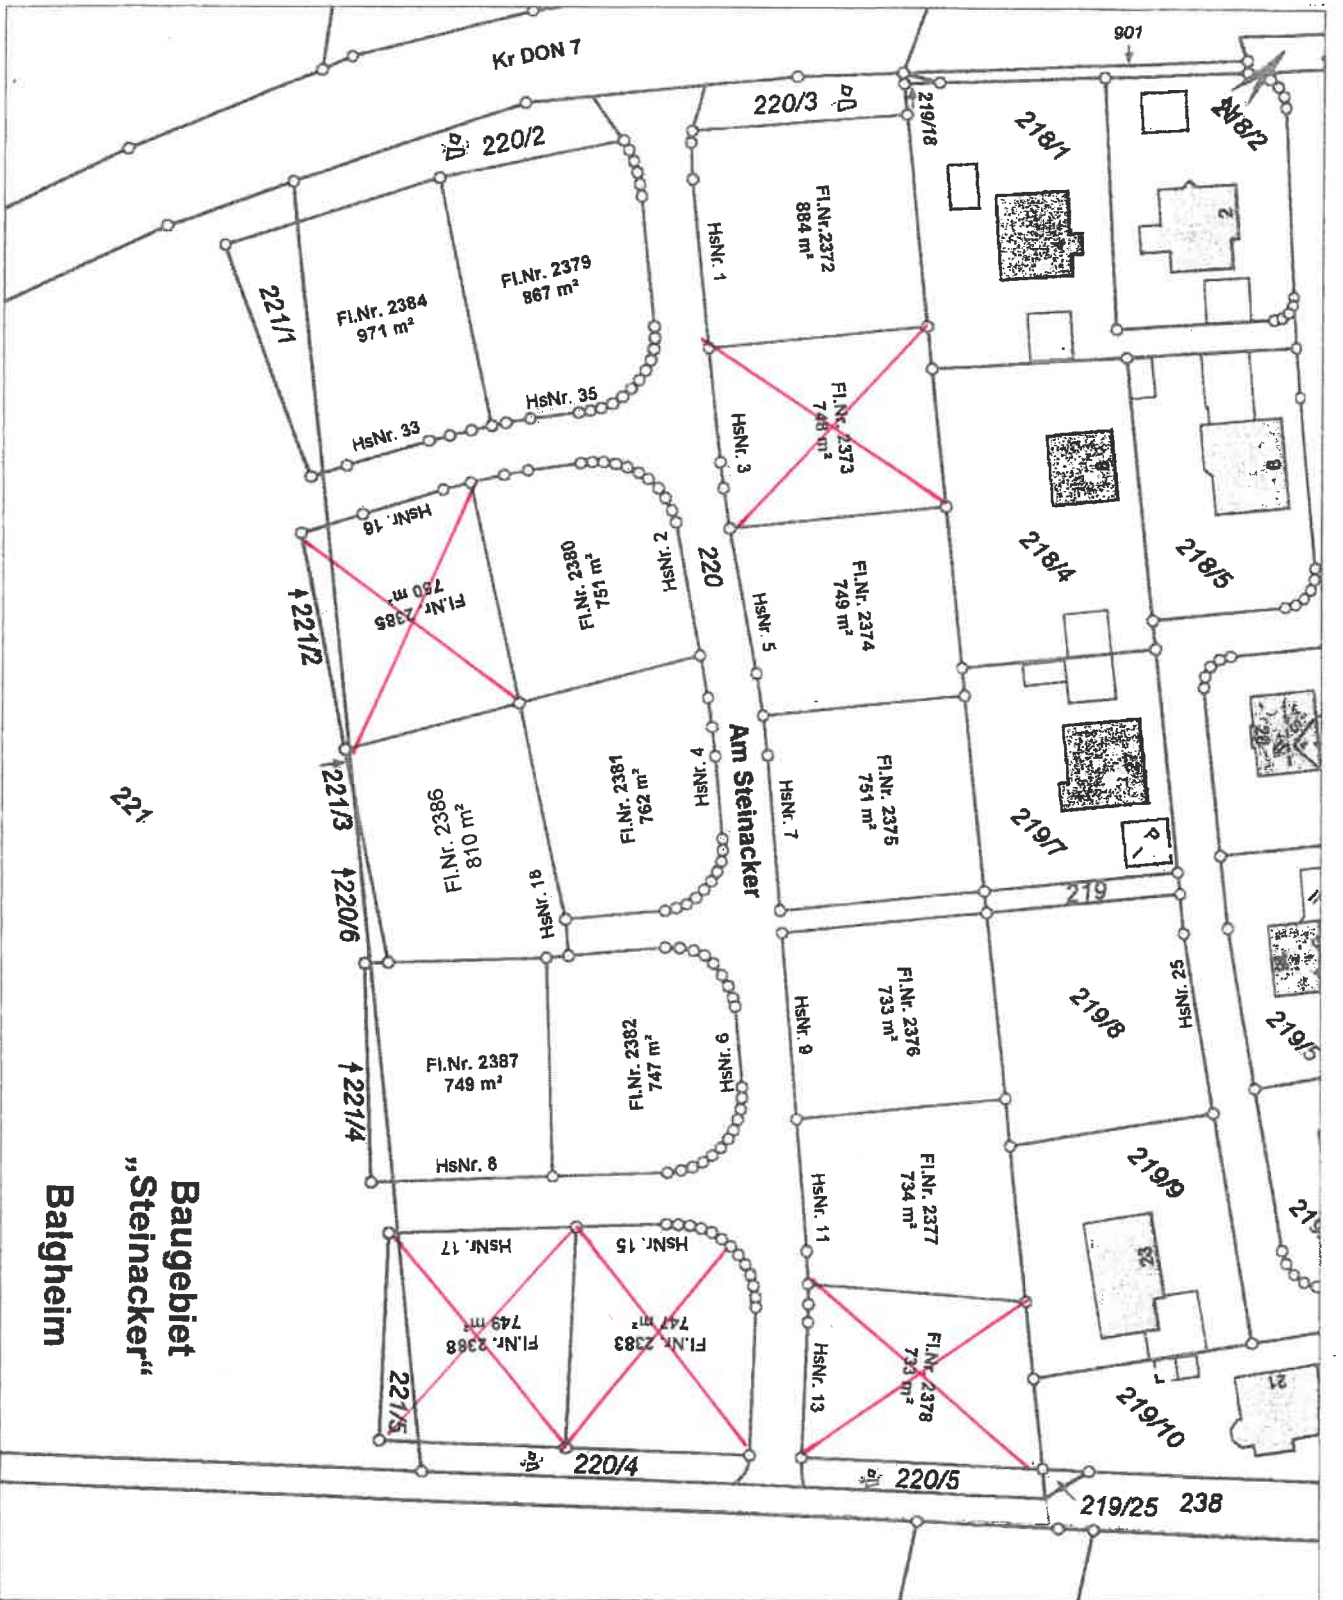 Kr DON 7
901
220/3
219/18
218/1
218/2
2
220/2
Fl.Nr.2372
884 m²
HsNr. 1
Fl.Nr. 2379
867 m²
Fl.Nr. 2384
971 m²
221/1
HsNr. 35
HsNr. 33
Fl.Nr. 2373
748 m²
HsNr. 3
6
8
HsNr. 16
Fl.Nr. 2385
750 m²
HsNr. 2
Fl.Nr. 2380
751 m²
220
HsNr. 5
Fl.Nr. 2374
749 m²
218/4
218/5
221/2
221
221/3
Fl.Nr. 2386
810 m²
Fl.Nr. 2381
762 m²
HsNr. 4
Am Steinacker
HsNr. 7
Fl.Nr. 2375
751 m²
27
219/7
219
220/6
HsNr. 18
Fl.Nr. 2376
733 m²
HsNr. 9
219/8
HsNr. 25
219/5
Fl.Nr. 2387
749 m²
Fl.Nr. 2382
747 m²
HsNr. 6
221/4
HsNr. 8
Fl.Nr. 2377
734 m²
HsNr. 11
219/9
23
HsNr. 17
HsNr. 15
Fl.Nr. 2388
749 m²
Fl.Nr. 2383
747 m²
Fl.Nr. 2378
733 m²
HsNr. 13
221/5
219/10
21
220/4
220/5
219/25
238
Baugebiet
„Steinacker“
Balgheim